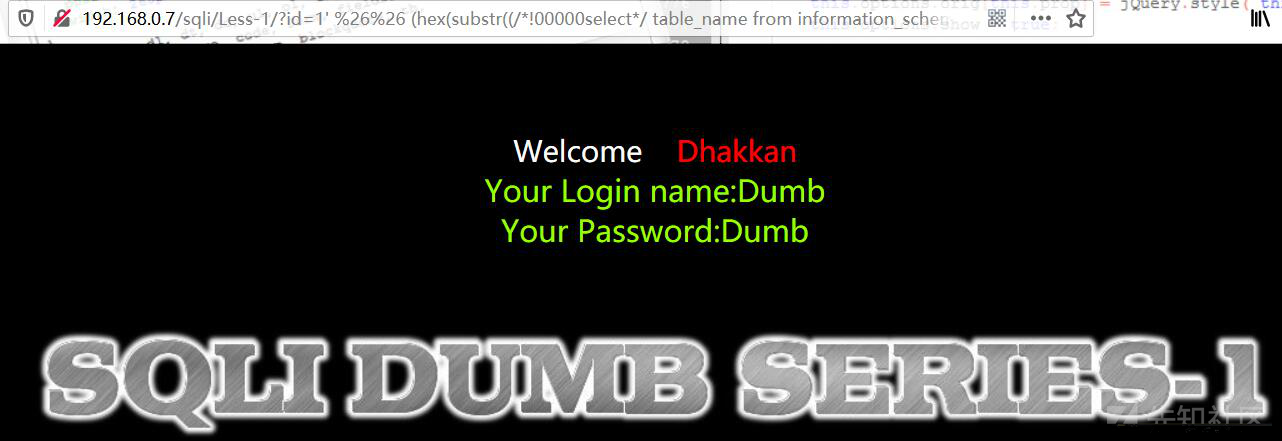 192.168.0.7/sqli/Less-1/?id=1' %26%26 (hex(substr((/*!00000select*/ table_name from information_schem
Welcome Dhakkan
Your Login name:Dumb
Your Password:Dumb
SQLI DUMB SERIES-1
先知社区